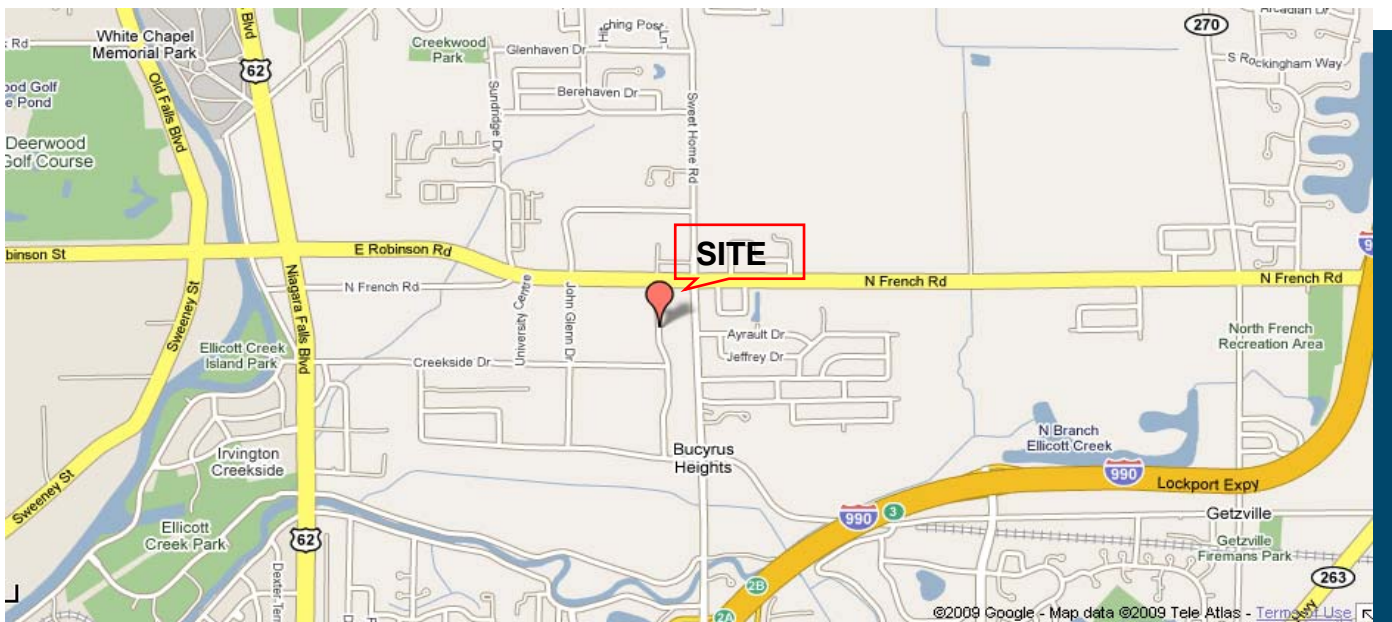 White Chapel
Memorial Park
62
Old Falls Blvd
Rd
Golf
Pond
Deerwood
Golf Course
Creekwood
Park
Glenhaven Dr
Berehaven Dr
Sundridge Dr
Sweet Home Rd
270
S Rockingham Way
E Robinson Rd
SITE
N French Rd
N French Rd
N French Rd
Niagara Falls Blvd
Sweeney St
University Centre
John Glenn Dr
Ayrault Dr
Jeffrey Dr
Creekside Dr
Ellicott Creek
Island Park
North French
Recreation Area
Irvington
Creekside
Bucyrus
Heights
N Branch
Ellicott Creek
990
Lockport Expy
Sweeney St
Ellicott
Creek Park
62
990
3
Getzville
Getzville
Firemans Park
263
2B
2A
©2009 Google - Map data ©2009 Tele Atlas - Terms of Use